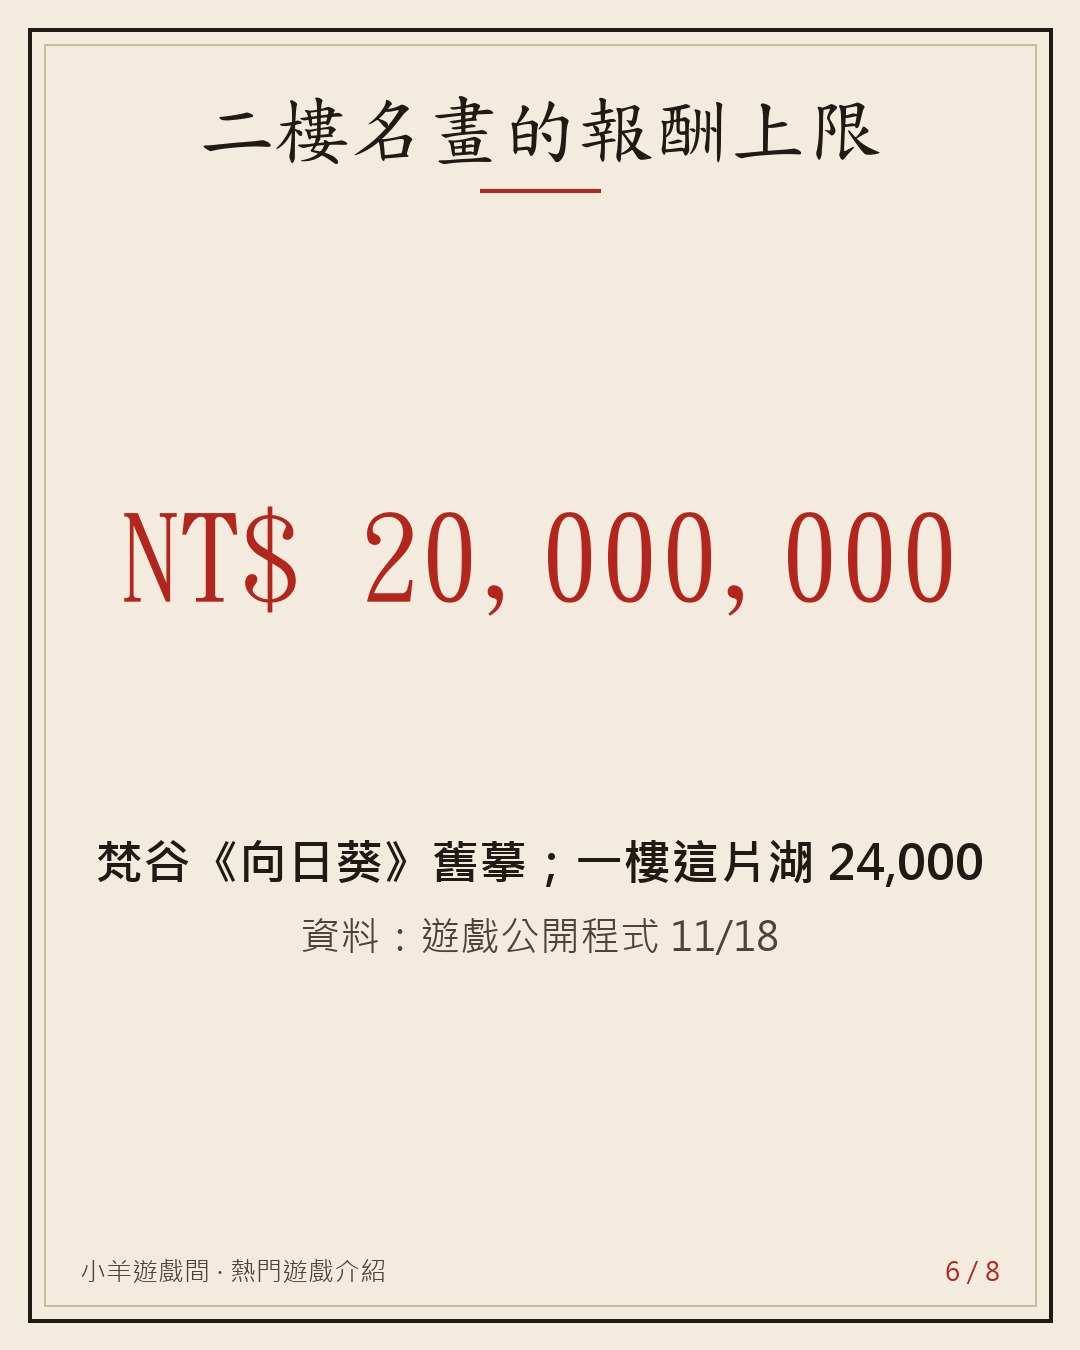 二樓名畫的報酬上限
NT$ 20,000,000
梵谷《向日葵》舊摹；一樓這片湖 24,000
資料：遊戲公開程式 11/18
小羊遊戲間 · 熱門遊戲介紹
6 / 8